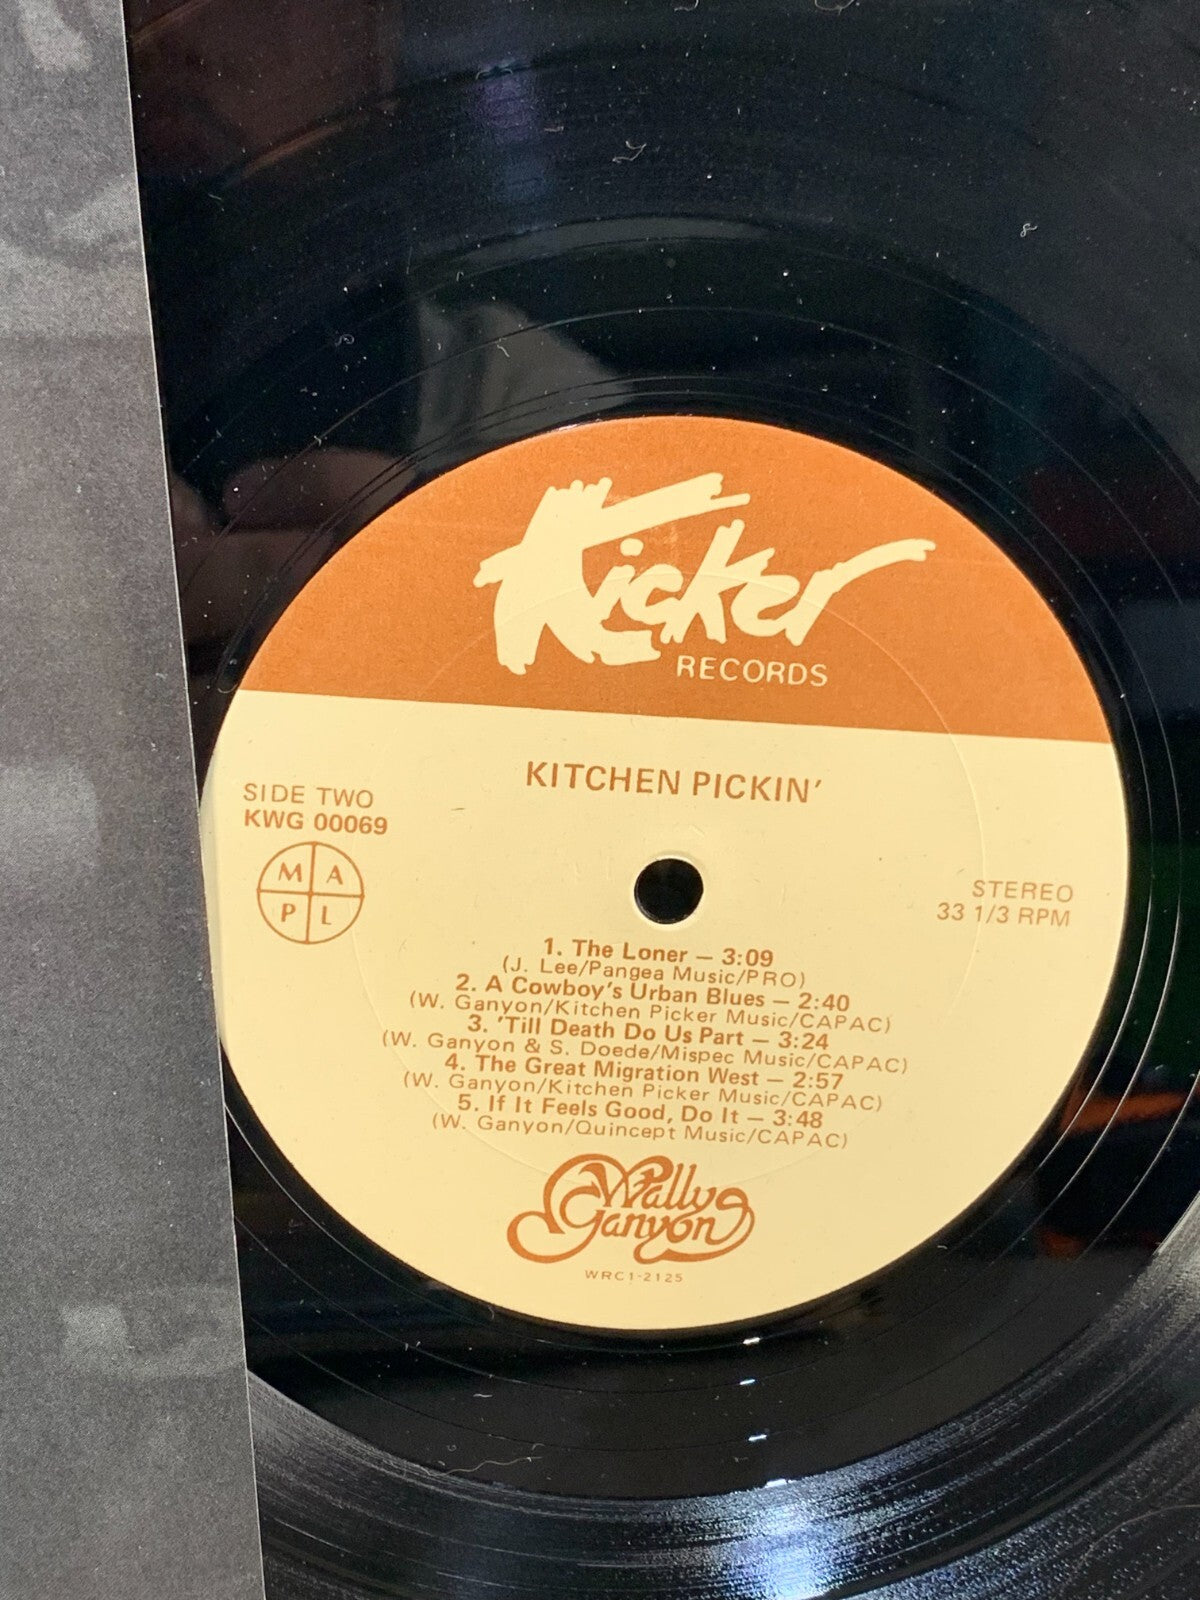 Kicker
RECORDS
KITCHEN PICKIN'
SIDE TWO
KWG 00069
M A
P L
STEREO
33 1/3 RPM
1. The Loner — 3:09
(J. Lee/Pangea Music/PRO)
2. A Cowboy's Urban Blues — 2:40
(W. Ganyon/Kitchen Picker Music/CAPAC)
3. 'Till Death Do Us Part — 3:24
(W. Ganyon & S. Doede/Mispec Music/CAPAC)
4. The Great Migration West — 2:57
(W. Ganyon/Kitchen Picker Music/CAPAC)
5. If It Feels Good, Do It — 3:48
(W. Ganyon/Quincept Music/CAPAC)
Wally
Ganyon
WRC1-2125